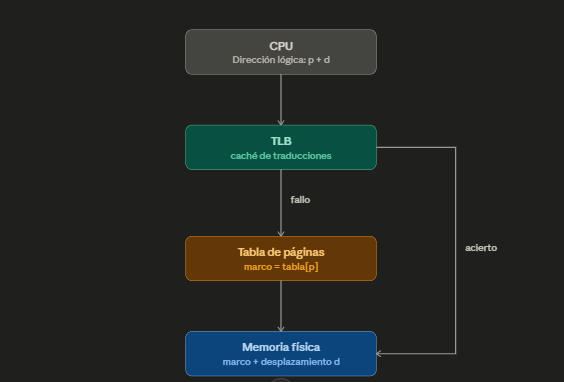 CPU
Dirección lógica: p + d
TLB
caché de traducciones
fallo
acierto
Tabla de páginas
marco = tabla[p]
Memoria física
marco + desplazamiento d